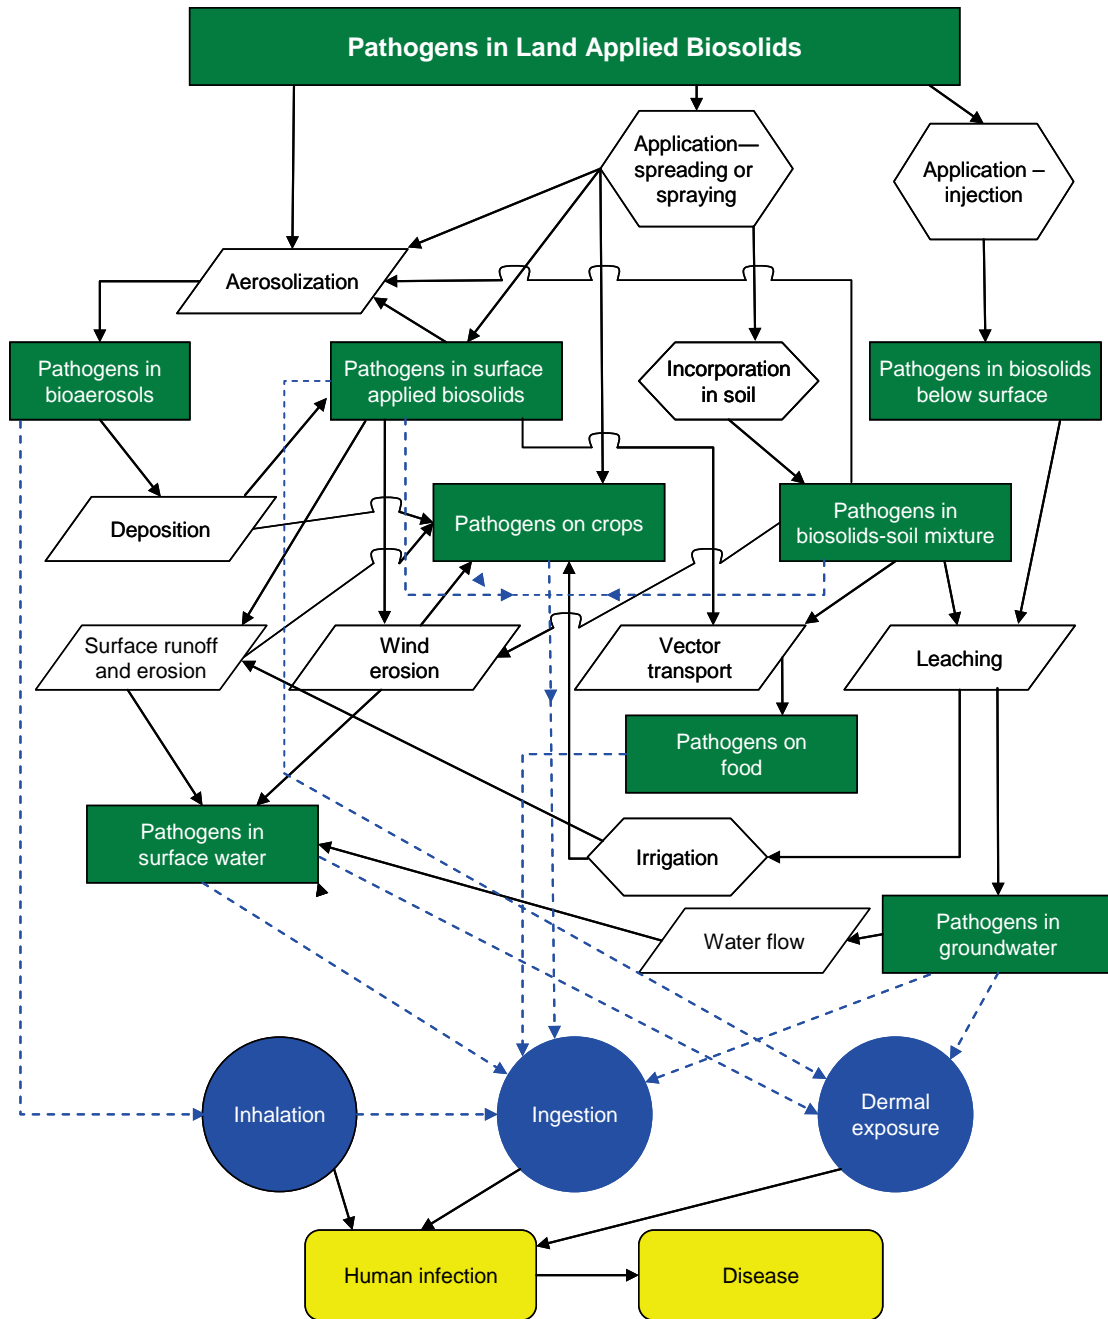 Pathogens in Land Applied Biosolids
Application—
spreading or
spraying
Application –
injection
Aerosolization
Pathogens in
bioaerosols
Pathogens in surface
applied biosolids
Incorporation
in soil
Pathogens in biosolids
below surface
Deposition
Pathogens on crops
Pathogens in
biosolids-soil mixture
Surface runoff
and erosion
Wind
erosion
Vector
transport
Leaching
Pathogens on
food
Pathogens in
surface water
Irrigation
Water flow
Pathogens in
groundwater
Inhalation
Ingestion
Dermal
exposure
Human infection
Disease